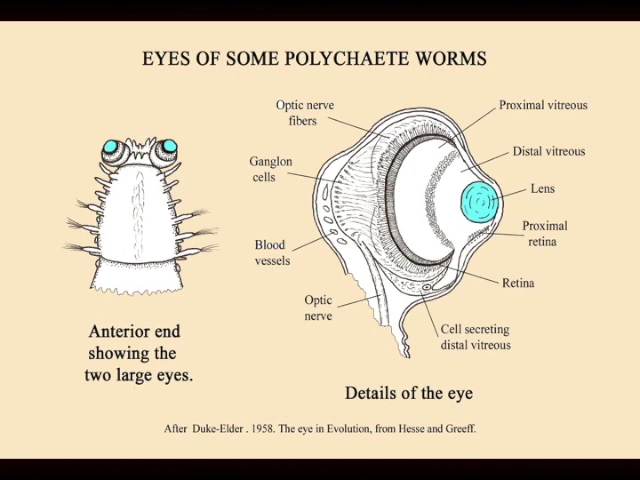 EYES OF SOME POLYCHAETE WORMS
Optic nerve
fibers
Proximal vitreous
Distal vitreous
Ganglon
cells
Lens
Proximal
retina
Blood
vessels
Retina
Optic
nerve
Cell secreting
distal vitreous
Anterior end
showing the
two large eyes.
Details of the eye
After Duke-Elder . 1958. The eye in Evolution, from Hesse and Greeff.